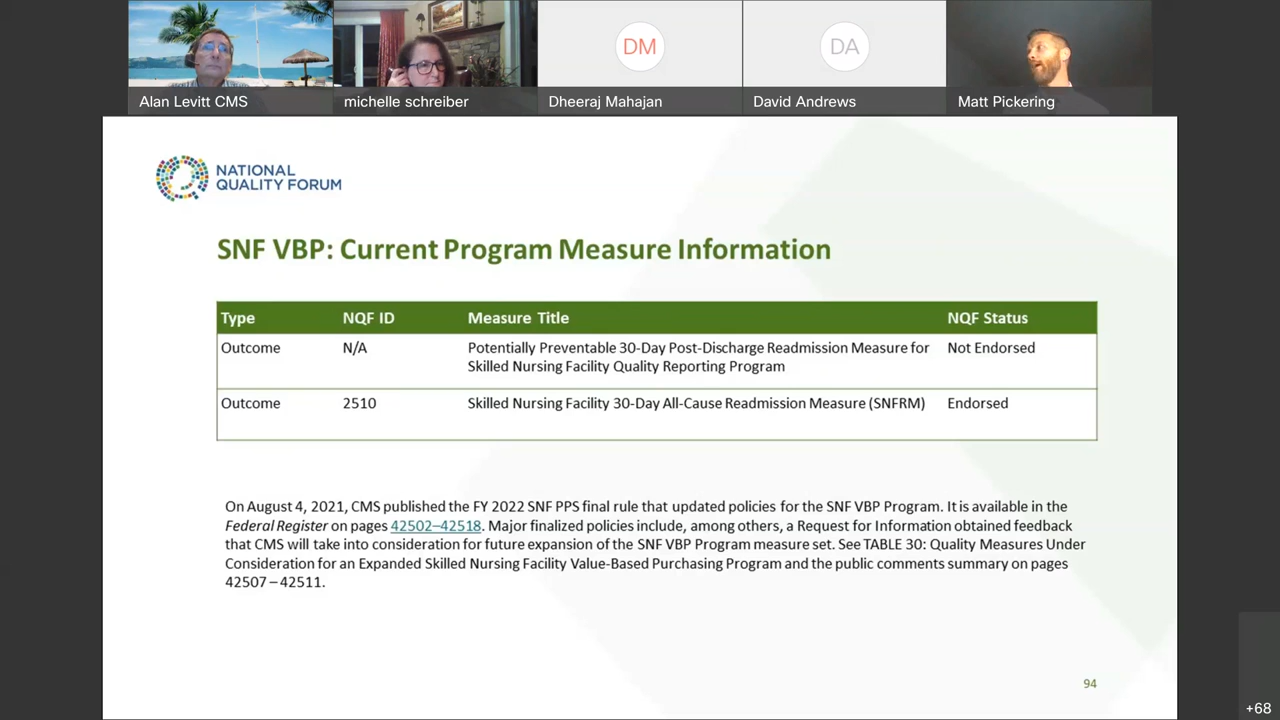 DM
DA
Alan Levitt CMS
michelle schreiber
Dheeraj Mahajan
David Andrews
Matt Pickering
NATIONAL
QUALITY FORUM
SNF VBP: Current Program Measure Information
Type NQF ID Measure Title NQF Status
Outcome N/A Potentially Preventable 30-Day Post-Discharge Readmission Measure for Not Endorsed
Skilled Nursing Facility Quality Reporting Program
Outcome 2510 Skilled Nursing Facility 30-Day All-Cause Readmission Measure (SNFRM) Endorsed
On August 4, 2021, CMS published the FY 2022 SNF PPS final rule that updated policies for the SNF VBP Program. It is available in the
Federal Register on pages 42502–42518. Major finalized policies include, among others, a Request for Information obtained feedback
that CMS will take into consideration for future expansion of the SNF VBP Program measure set. See TABLE 30: Quality Measures Under
Consideration for an Expanded Skilled Nursing Facility Value-Based Purchasing Program and the public comments summary on pages
42507 – 42511.
94
+68